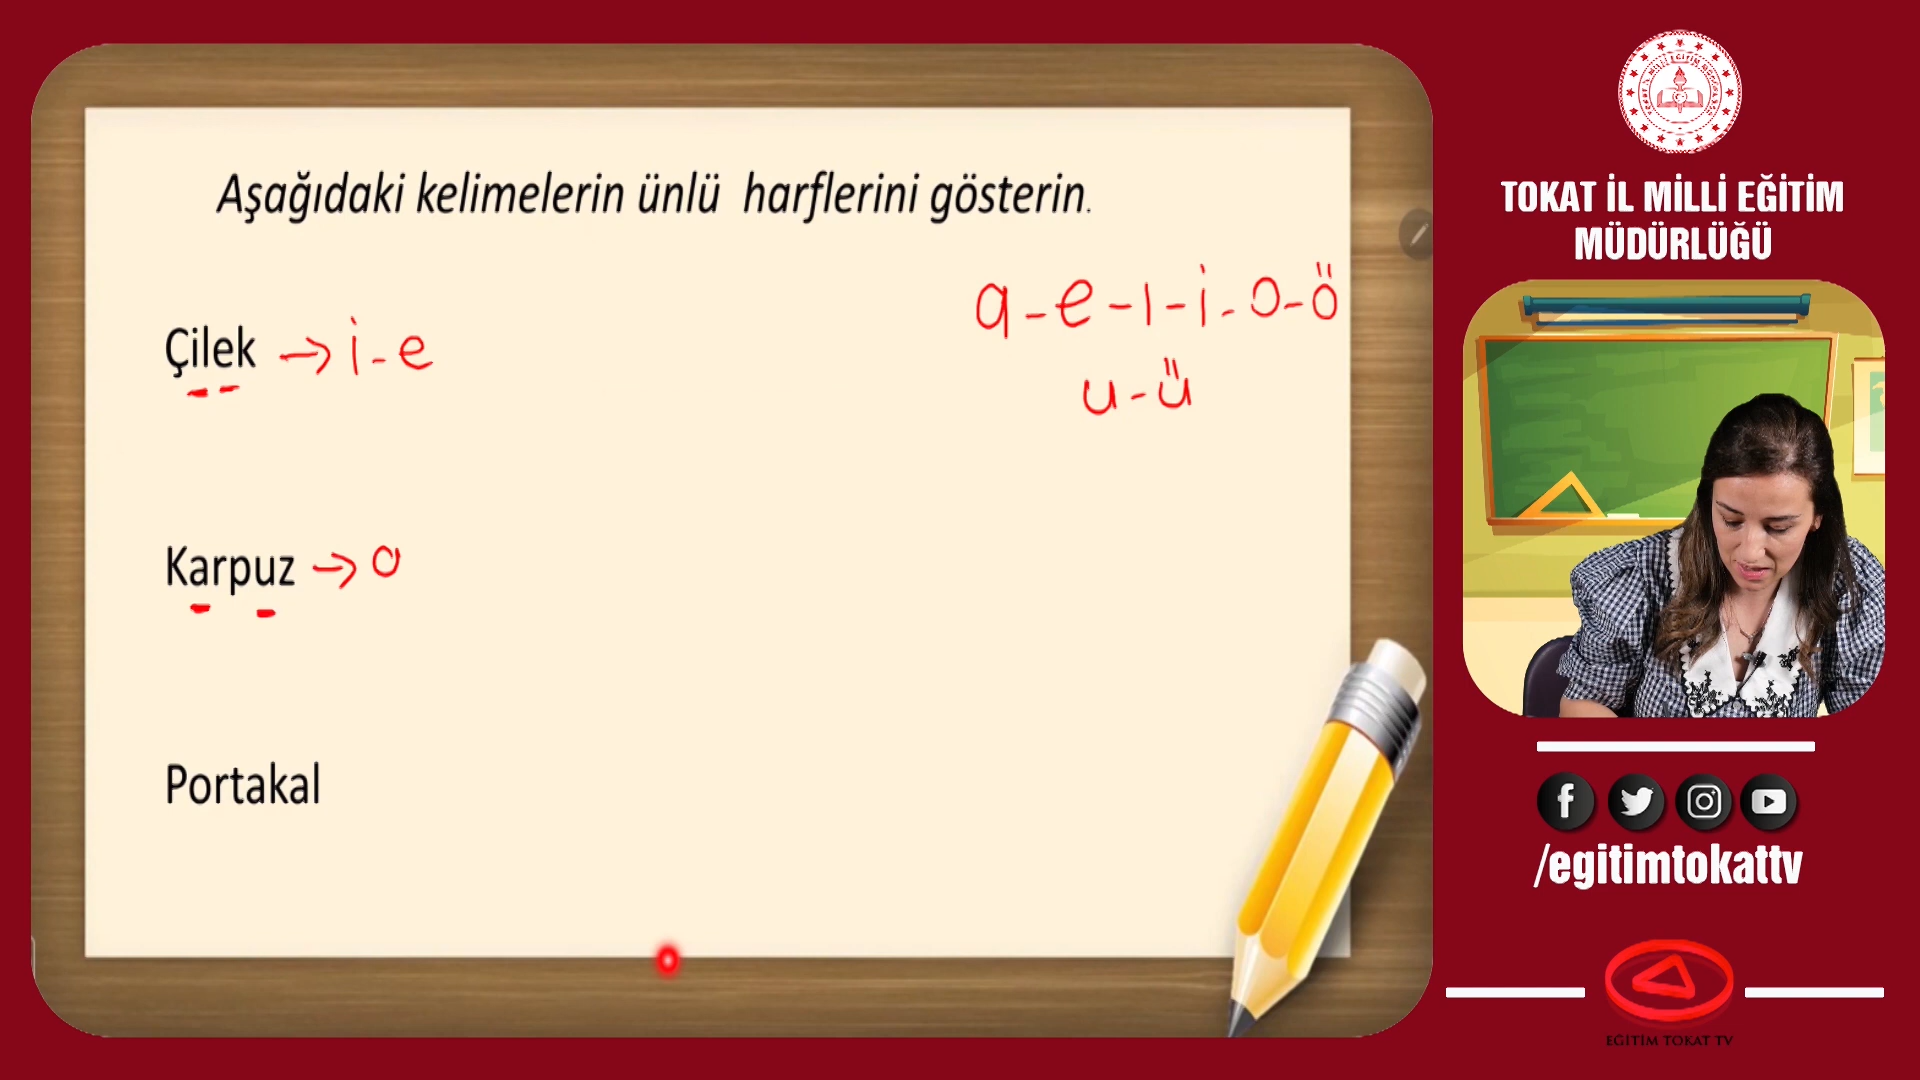 Aşağıdaki kelimelerin ünlü harflerini gösterin.
a-e-ı-i-o-ö
u-ü
Çilek → i-e
Karpuz →
Portakal
TOKAT İL MİLLİ EĞİTİM
MÜDÜRLÜĞÜ
/egitimtokattv
EĞİTİM TOKAT TV